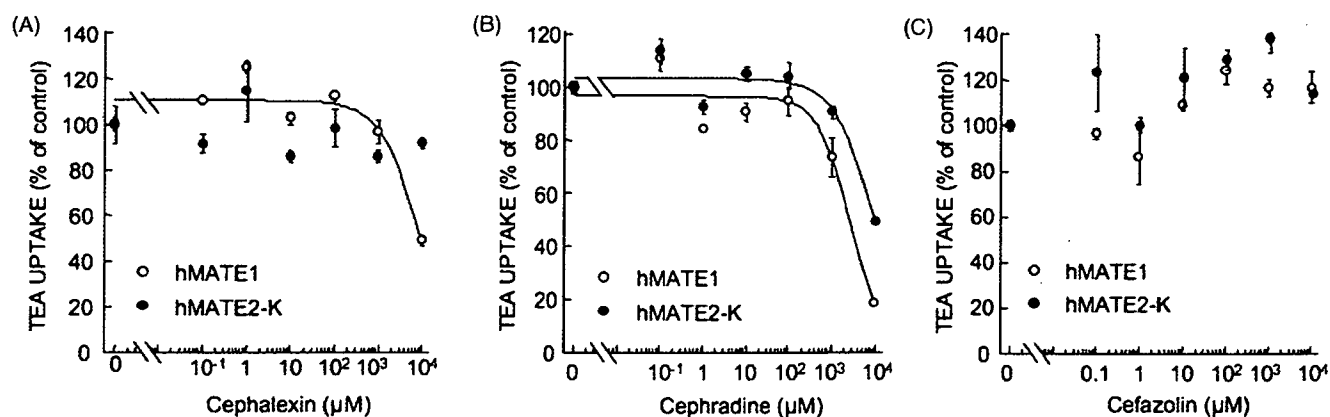 (A)
TEA UPTAKE (% of control)
140
120
100
80
60
40
20
0
hMATE1
hMATE2-K
0 10⁻¹ 1 10 10² 10³ 10⁴
Cephalexin (µM)
(B)
TEA UPTAKE (% of control)
120
100
80
60
40
20
0
hMATE1
hMATE2-K
0 10⁻¹ 1 10 10² 10³ 10⁴
Cephradine (µM)
(C)
TEA UPTAKE (% of control)
140
120
100
80
60
40
20
0
hMATE1
hMATE2-K
0 0.1 1 10 10² 10³ 10⁴
Cefazolin (µM)